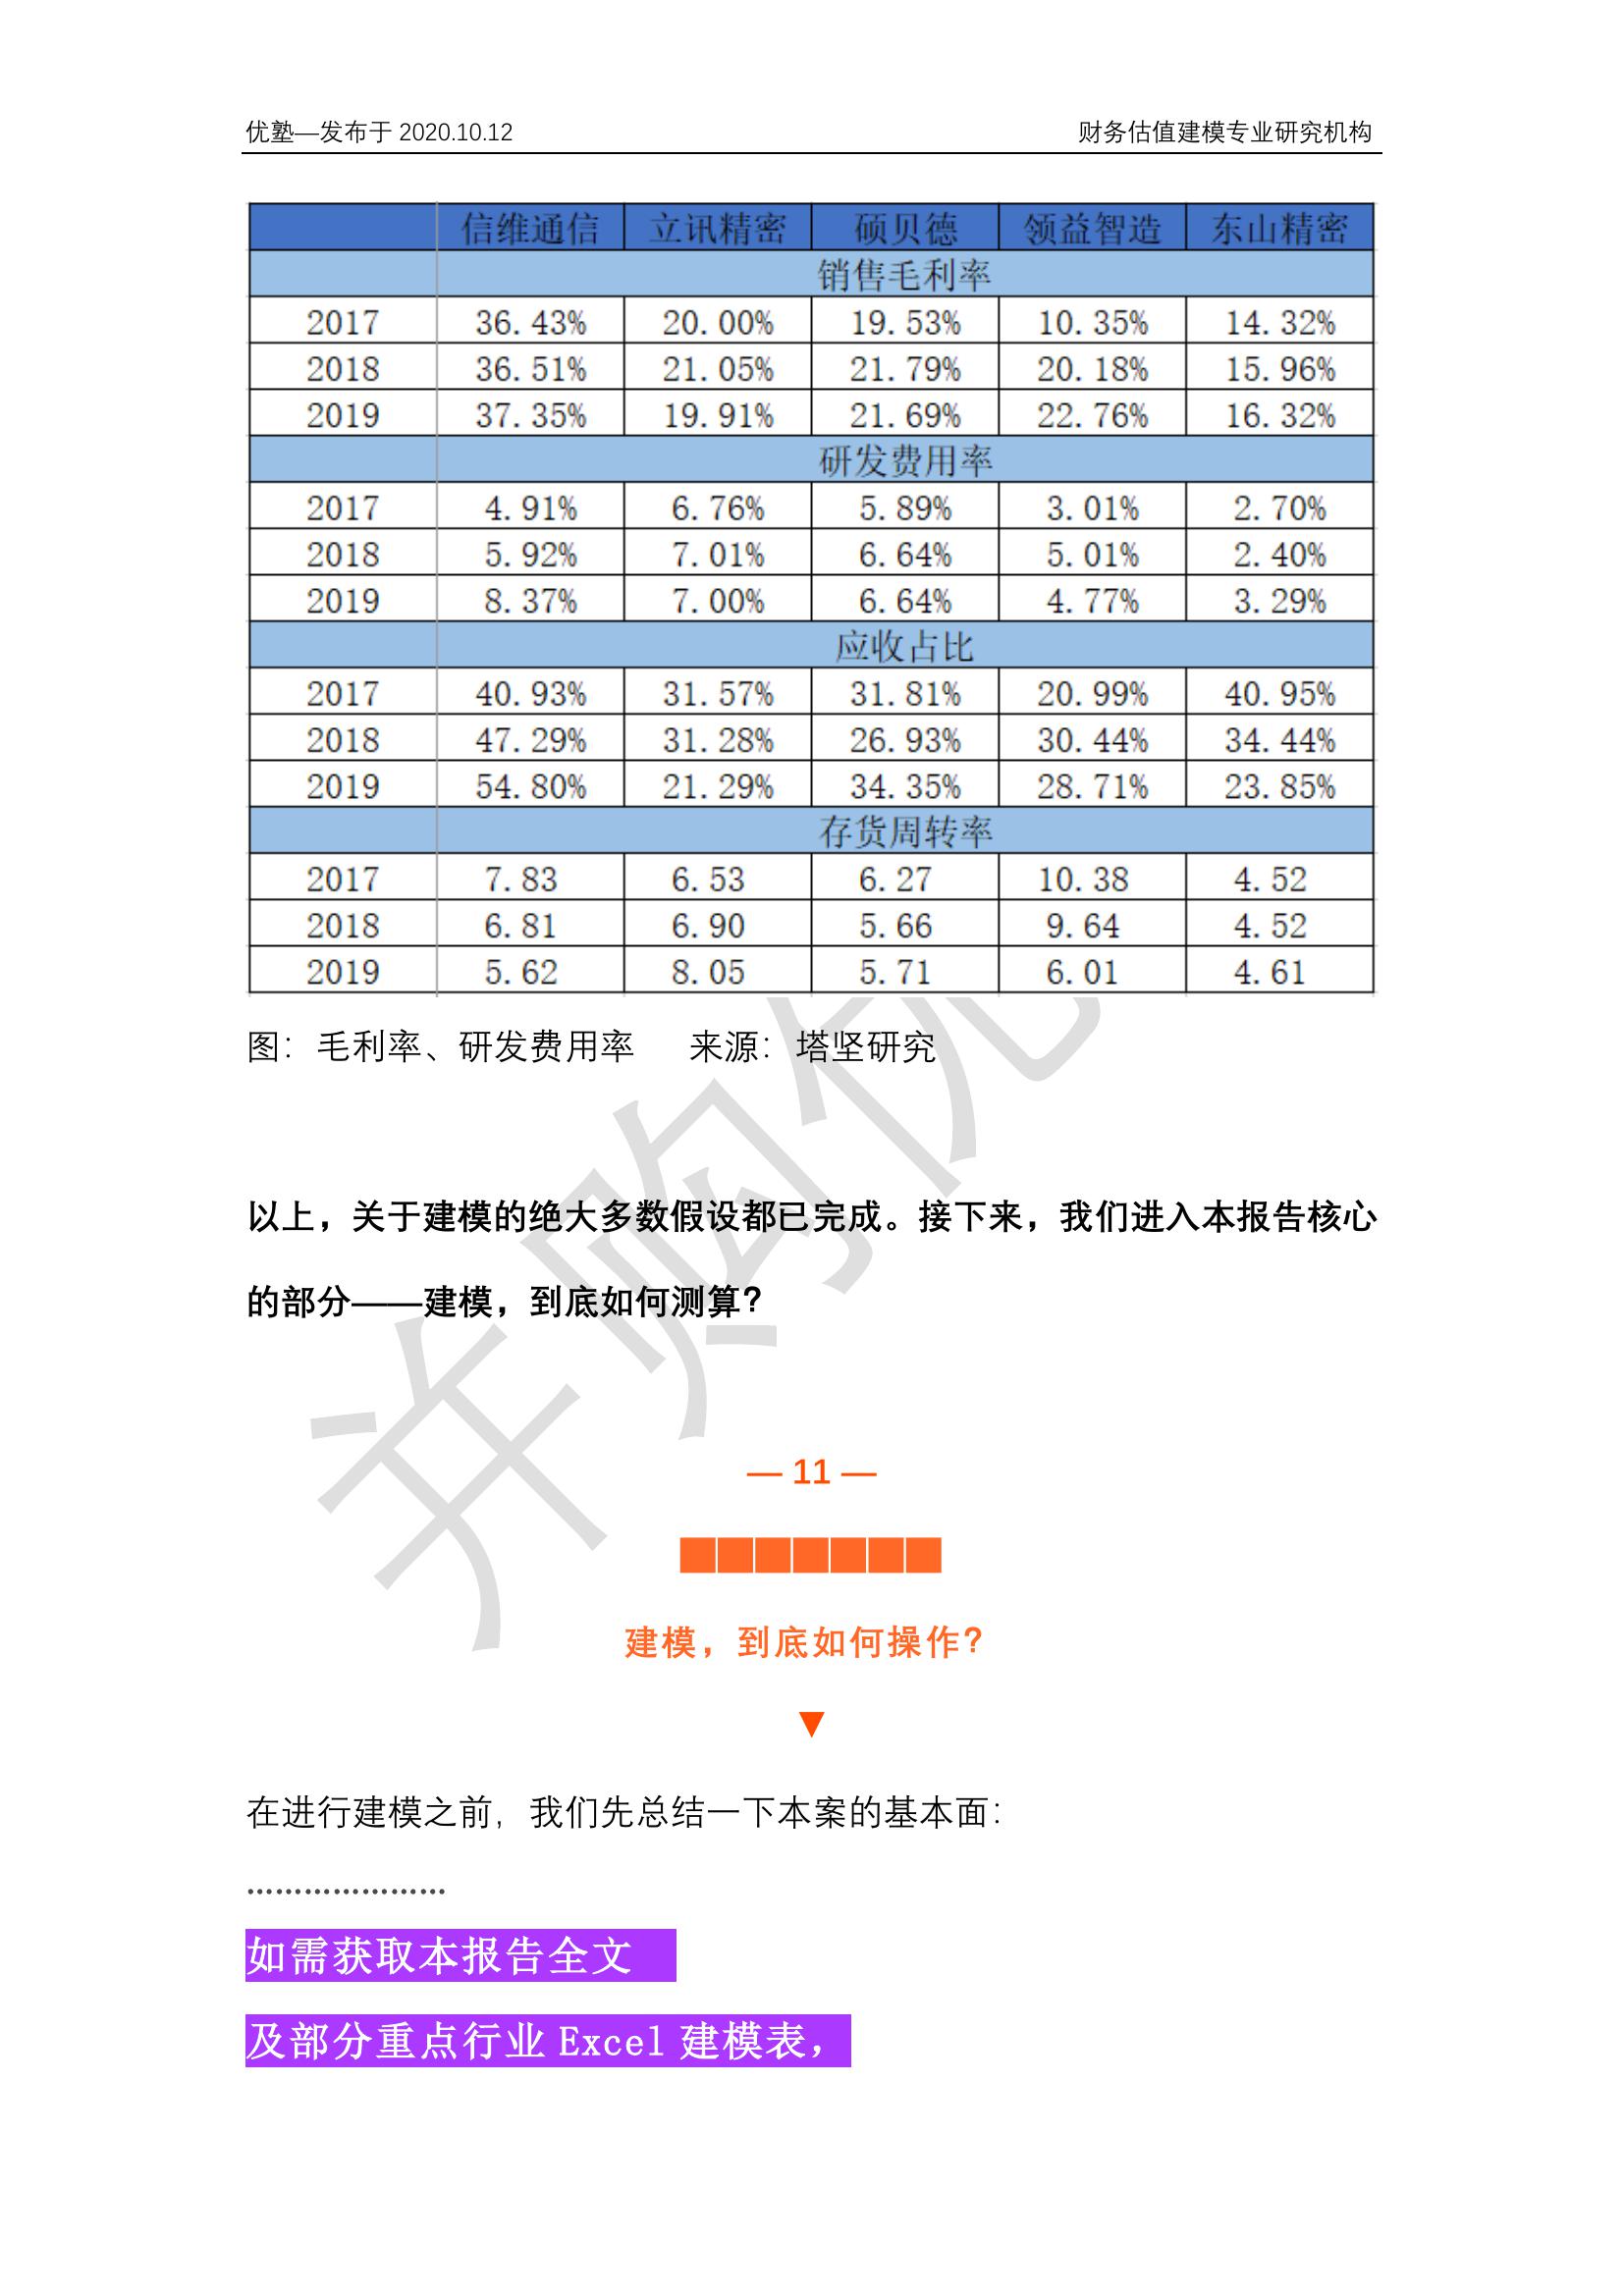 优塾—发布于 2020.10.12 财务估值建模专业研究机构
信维通信 立讯精密 硕贝德 领益智造 东山精密
销售毛利率
2017 36.43% 20.00% 19.53% 10.35% 14.32%
2018 36.51% 21.05% 21.79% 20.18% 15.96%
2019 37.35% 19.91% 21.69% 22.76% 16.32%
研发费用率
2017 4.91% 6.76% 5.89% 3.01% 2.70%
2018 5.92% 7.01% 6.64% 5.01% 2.40%
2019 8.37% 7.00% 6.64% 4.77% 3.29%
应收占比
2017 40.93% 31.57% 31.81% 20.99% 40.95%
2018 47.29% 31.28% 26.93% 30.44% 34.44%
2019 54.80% 21.29% 34.35% 28.71% 23.85%
存货周转率
2017 7.83 6.53 6.27 10.38 4.52
2018 6.81 6.90 5.66 9.64 4.52
2019 5.62 8.05 5.71 6.01 4.61
图：毛利率、研发费用率 来源：塔坚研究
以上，关于建模的绝大多数假设都已完成。接下来，我们进入本报告核心
的部分——建模，到底如何测算？
— 11 —
建模，到底如何操作？
▼
在进行建模之前，我们先总结一下本案的基本面：
…………………
如需获取本报告全文
及部分重点行业 Excel 建模表，
并购优